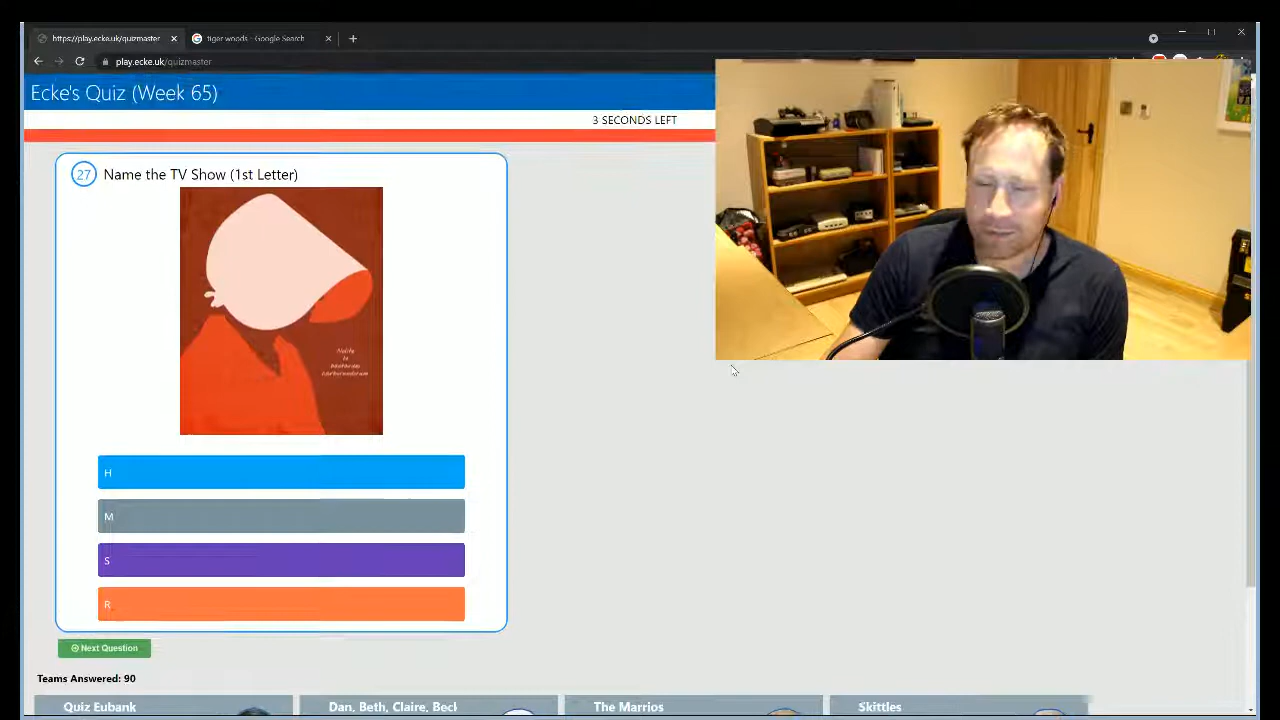 https://play.ecke.uk/quizmaster
tiger woods - Google Search
play.ecke.uk/quizmaster
Ecke's Quiz (Week 65)
3 SECONDS LEFT
27 Name the TV Show (1st Letter)
H
M
S
R
Next Question
Teams Answered: 90
Quiz Eubank
Dan, Beth, Claire, Beck
The Marrios
Skittles